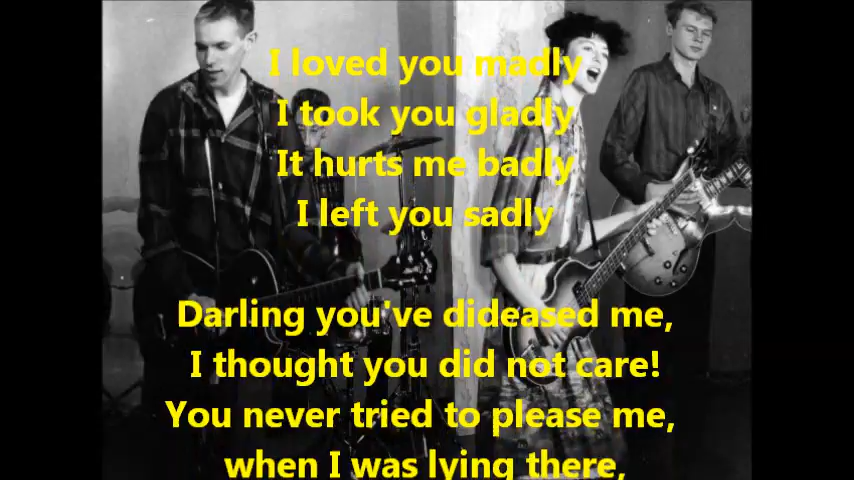 I loved you madly
I took you gladly
It hurts me badly
I left you sadly
Darling you've dideased me,
I thought you did not care!
You never tried to please me,
when I was lying there,